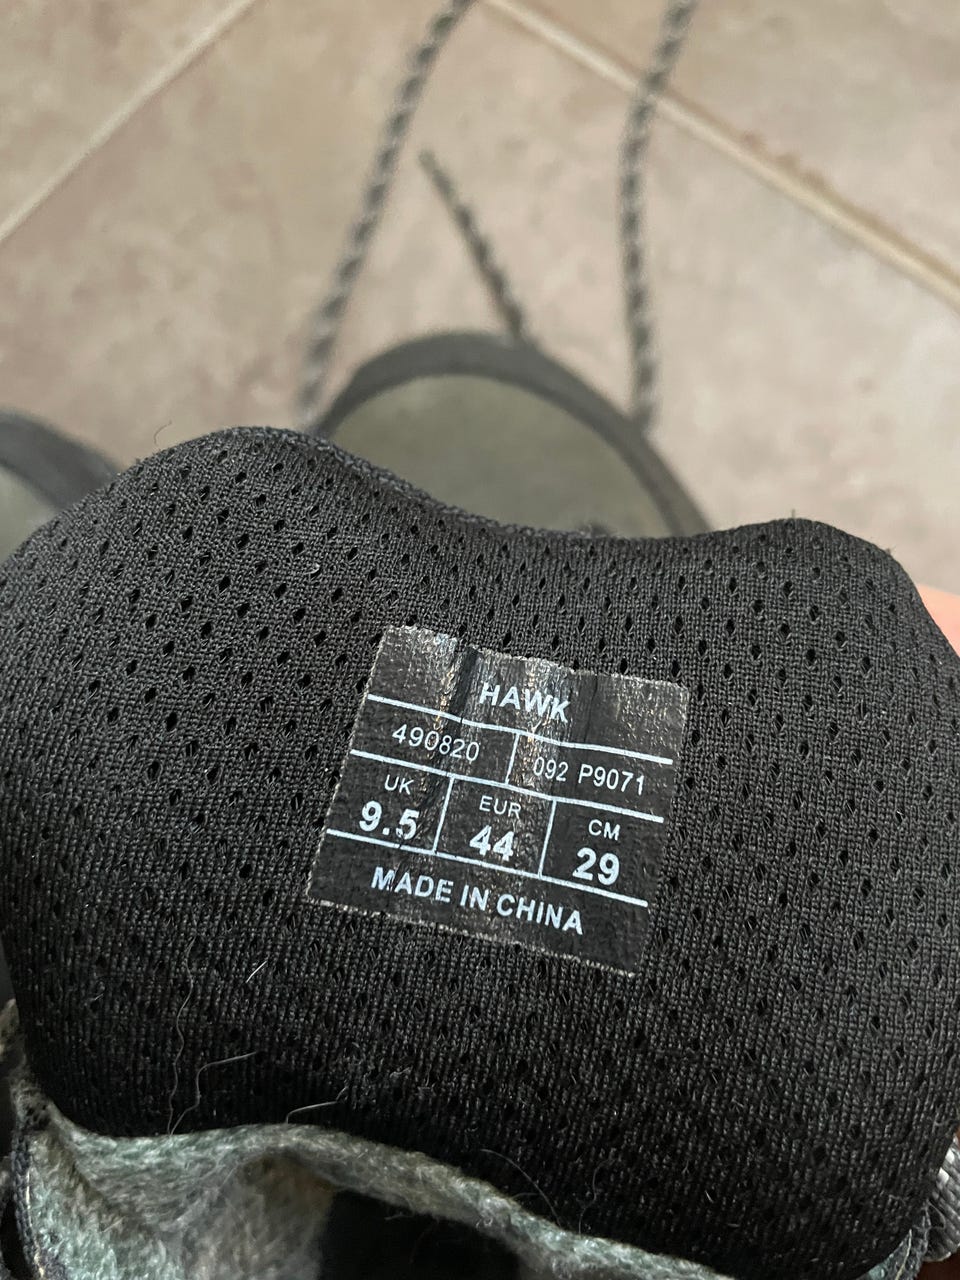 HAWK
490820 092 P9071
UK EUR CM
9.5 44 29
MADE IN CHINA